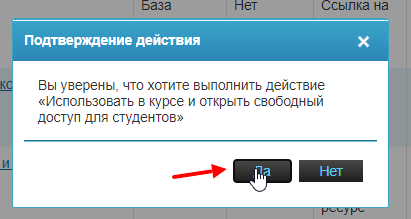 База Нет Ссылка на
Подтверждение действия
Вы уверены, что хотите выполнить действие
«Использовать в курсе и открыть свободный
доступ для студентов»
Да Нет
и
ресурсе